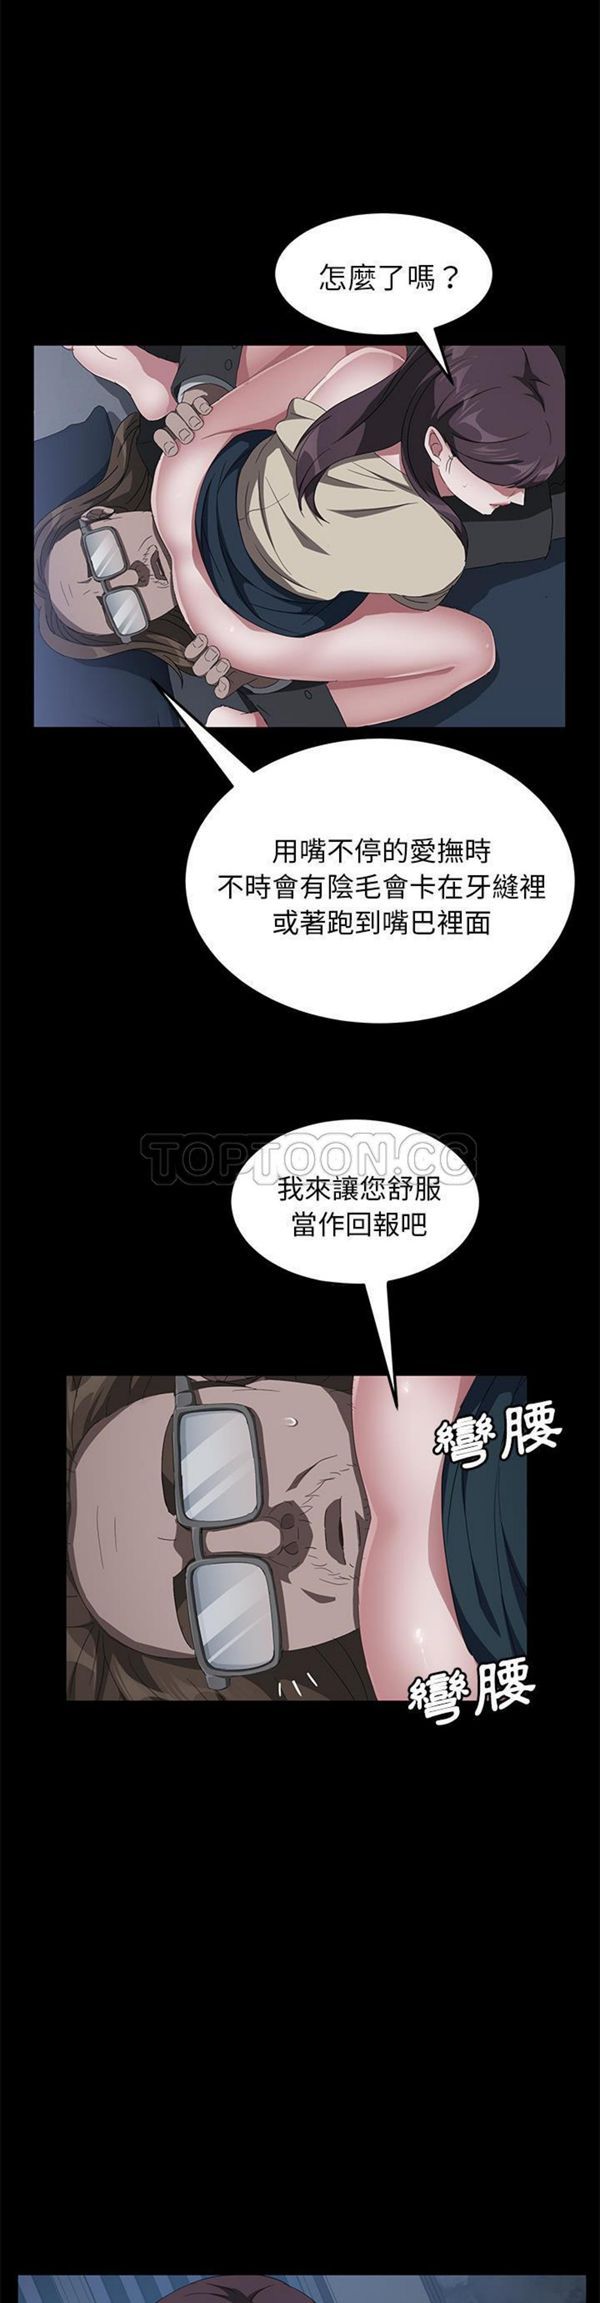 怎麼了嗎？
用嘴不停的愛撫時
不時會有陰毛會卡在牙縫裡
或著跑到嘴巴裡面
TOPTOON.CC
我來讓您舒服
當作回報吧
彎腰
彎腰